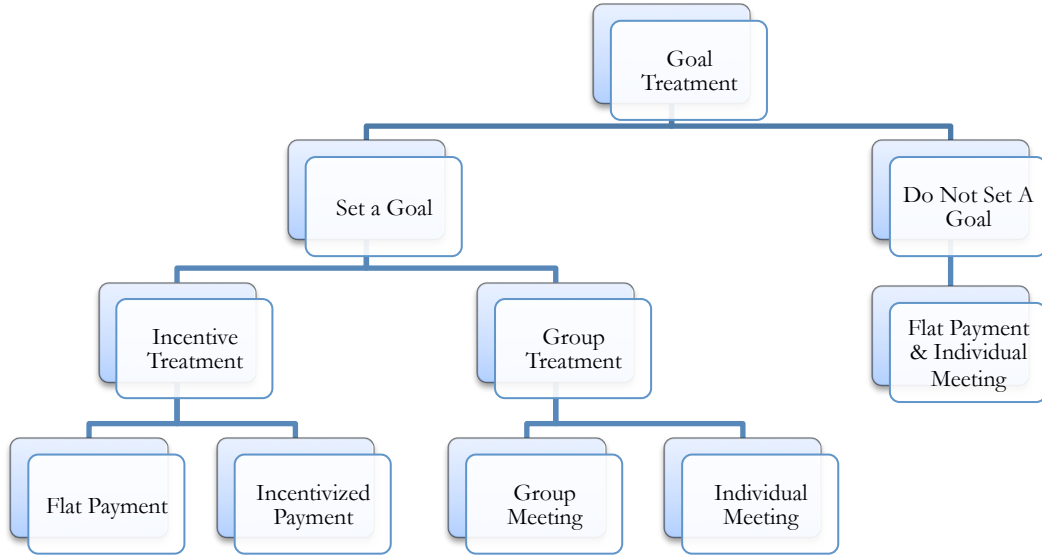 Goal
Treatment
Set a Goal
Do Not Set A
Goal
Incentive
Treatment
Group
Treatment
Flat Payment
& Individual
Meeting
Flat Payment
Incentivized
Payment
Group
Meeting
Individual
Meeting